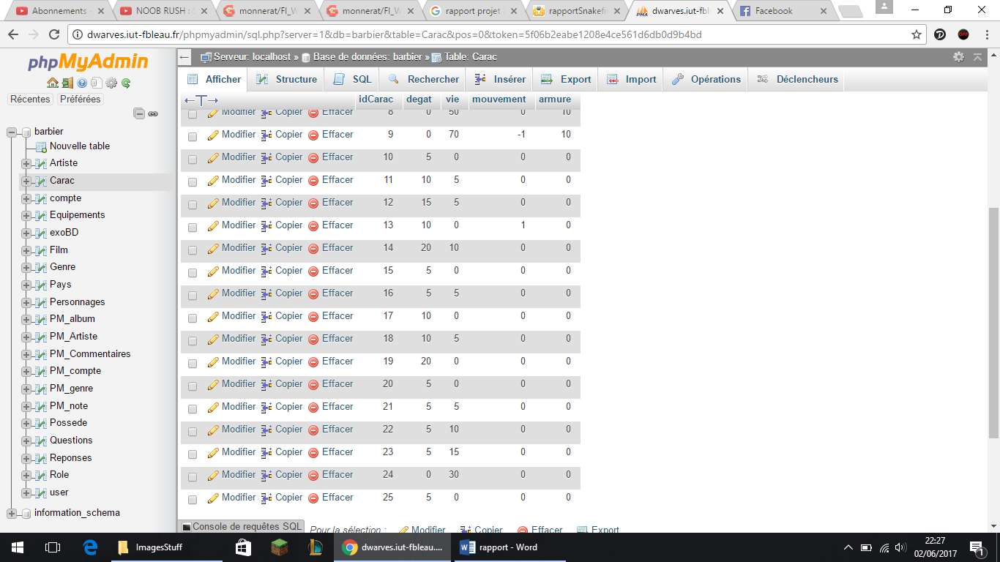 Abonnements - NOOB RUSH : S monnerat/FI_W monnerat/FI_W rapport projet rapportSnakefi dwarves.iut-fbl Facebook
dwarves.iut-fbleau.fr/phpmyadmin/sql.php?server=1&db=barbier&table=Carac&pos=0&token=5f06b2eabe1208e4ce561d6db0d9b4bd
phpMyAdmin
Récentes Préférées
barbier
Nouvelle table
Artiste
Carac
compte
Equipements
exoBD
Film
Genre
Pays
Personnages
PM_album
PM_Artiste
PM_Commentaires
PM_compte
PM_genre
PM_note
Possede
Questions
Reponses
Role
user
information_schema
Serveur: localhost » Base de données: barbier » Table: Carac
Afficher Structure SQL Rechercher Insérer Export Import Opérations Déclencheurs
idCarac degat vie mouvement armure
Modifier Copier Effacer 8 0 50 0 10
Modifier Copier Effacer 9 0 70 -1 10
Modifier Copier Effacer 10 5 0 0 0
Modifier Copier Effacer 11 10 5 0 0
Modifier Copier Effacer 12 15 5 0 0
Modifier Copier Effacer 13 10 0 1 0
Modifier Copier Effacer 14 20 10 0 0
Modifier Copier Effacer 15 5 0 0 0
Modifier Copier Effacer 16 5 5 0 0
Modifier Copier Effacer 17 10 0 0 0
Modifier Copier Effacer 18 10 5 0 0
Modifier Copier Effacer 19 20 0 0 0
Modifier Copier Effacer 20 5 0 0 0
Modifier Copier Effacer 21 5 5 0 0
Modifier Copier Effacer 22 5 10 0 0
Modifier Copier Effacer 23 5 15 0 0
Modifier Copier Effacer 24 0 30 0 0
Modifier Copier Effacer 25 5 0 0 0
Console de requêtes SQL Pour la sélection : Modifier Copier Effacer Export
ImagesStuff dwarves.iut-fbleau.... rapport - Word
22:27
02/06/2017
1